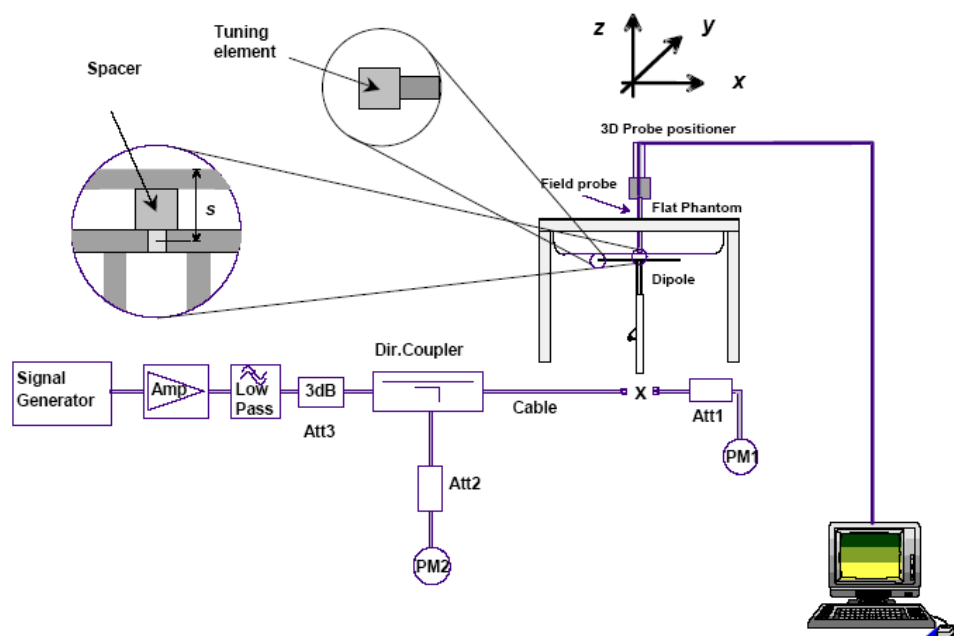 Tuning
element
Spacer
z
y
x
3D Probe positioner
Field probe
Flat Phantom
s
Dipole
Dir.Coupler
Signal
Generator
Amp
Low
Pass
3dB
Att3
Cable
X
Att1
PM1
Att2
PM2